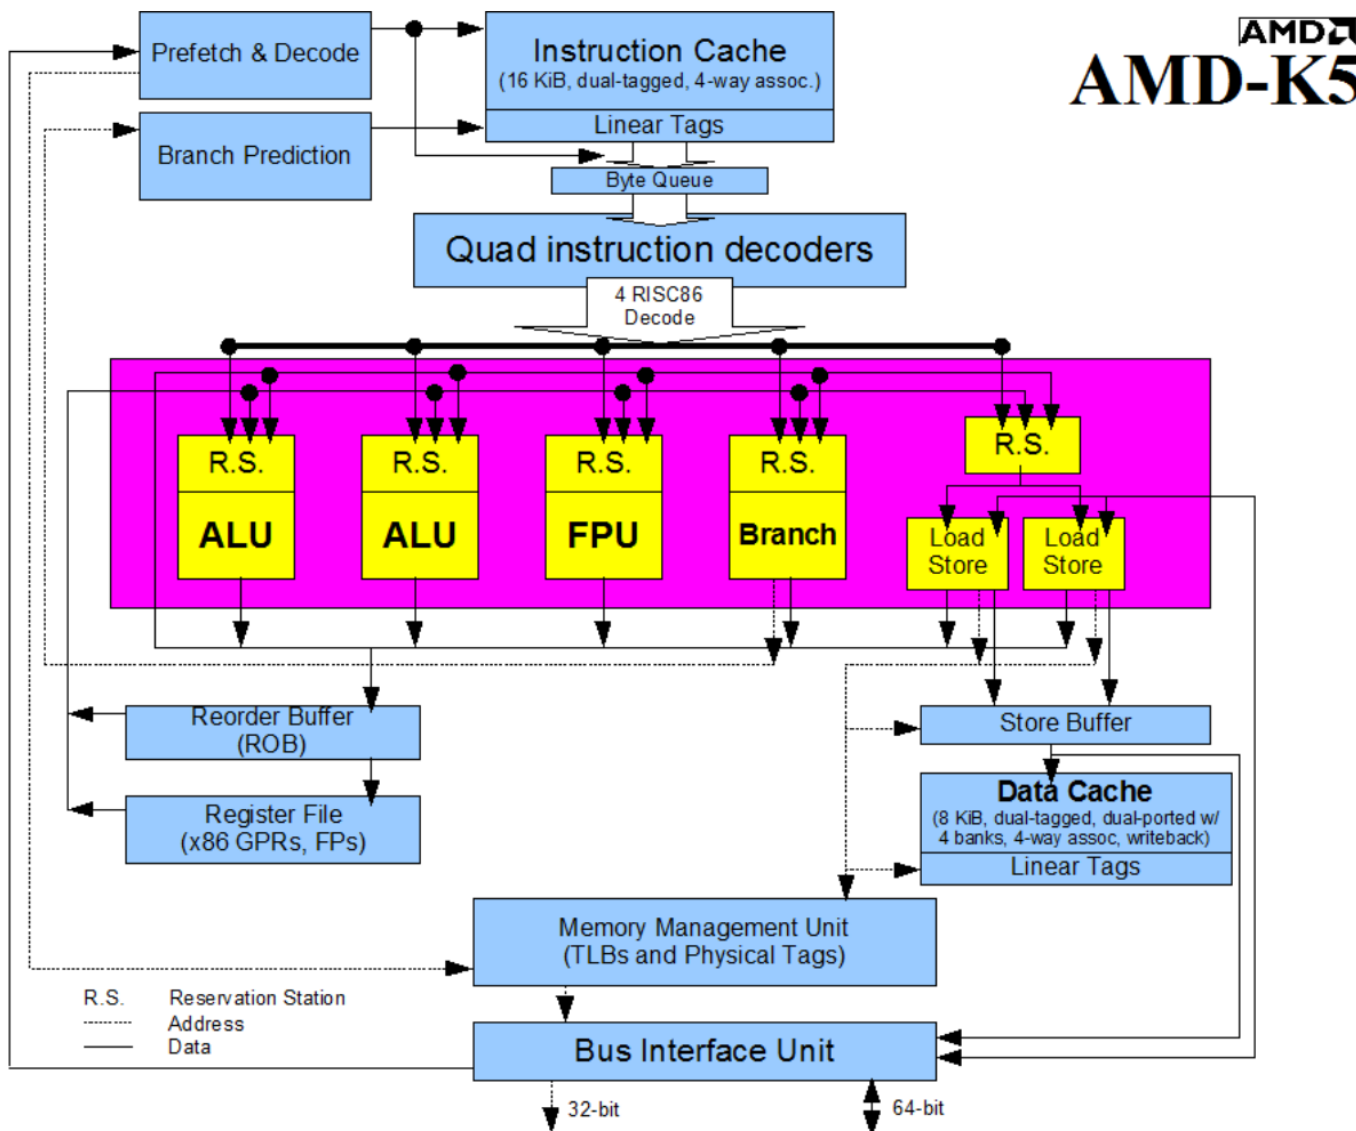 AMD
AMD-K5
Prefetch & Decode
Instruction Cache
(16 KiB, dual-tagged, 4-way assoc.)
Linear Tags
Branch Prediction
Byte Queue
Quad instruction decoders
4 RISC86
Decode
R.S.
ALU
R.S.
ALU
R.S.
FPU
R.S.
Branch
R.S.
Load
Store
Load
Store
Reorder Buffer
(ROB)
Register File
(x86 GPRs, FPs)
Store Buffer
Data Cache
(8 KiB, dual-tagged, dual-ported w/
4 banks, 4-way assoc, writeback)
Linear Tags
Memory Management Unit
(TLBs and Physical Tags)
R.S. Reservation Station
Address
Data
Bus Interface Unit
32-bit
64-bit